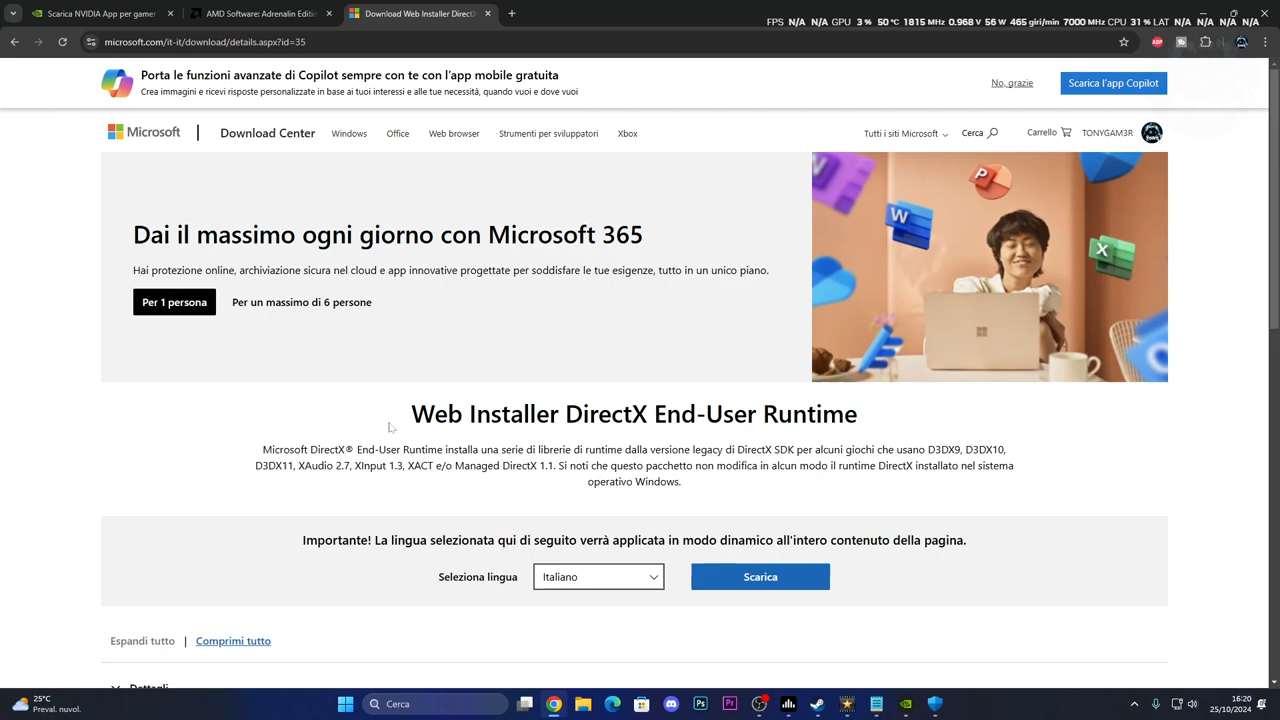 Scarica NVIDIA App per gamer
AMD Software: Adrenalin Edition
Download Web Installer DirectX
FPS N/A N/A GPU 3 % 50 °C 1815 MHz 0.968 V 56 W 465 giri/min 7000 MHz CPU 31 % LAT N/A N/A N/A N/A
microsoft.com/it-it/download/details.aspx?id=35
ABP
Porta le funzioni avanzate di Copilot sempre con te con l'app mobile gratuita
Crea immagini e ricevi risposte personalizzate in base ai tuoi interessi e alle tue necessità, quando vuoi e dove vuoi
No, grazie
Scarica l'app Copilot
Microsoft
Download Center
Windows
Office
Web browser
Strumenti per sviluppatori
Xbox
Tutti i siti Microsoft
Cerca
Carrello
TONYGAM3R
Dai il massimo ogni giorno con Microsoft 365
Hai protezione online, archiviazione sicura nel cloud e app innovative progettate per soddisfare le tue esigenze, tutto in un unico piano.
Per 1 persona
Per un massimo di 6 persone
Web Installer DirectX End-User Runtime
Microsoft DirectX® End-User Runtime installa una serie di librerie di runtime dalla versione legacy di DirectX SDK per alcuni giochi che usano D3DX9, D3DX10,
D3DX11, XAudio 2.7, XInput 1.3, XACT e/o Managed DirectX 1.1. Si noti che questo pacchetto non modifica in alcun modo il runtime DirectX installato nel sistema
operativo Windows.
Importante! La lingua selezionata qui di seguito verrà applicata in modo dinamico all'intero contenuto della pagina.
Seleziona lingua
Italiano
Scarica
Espandi tutto | Comprimi tutto
Dettagli
25°C
Preval. nuvol.
Cerca
16:20
25/10/2024